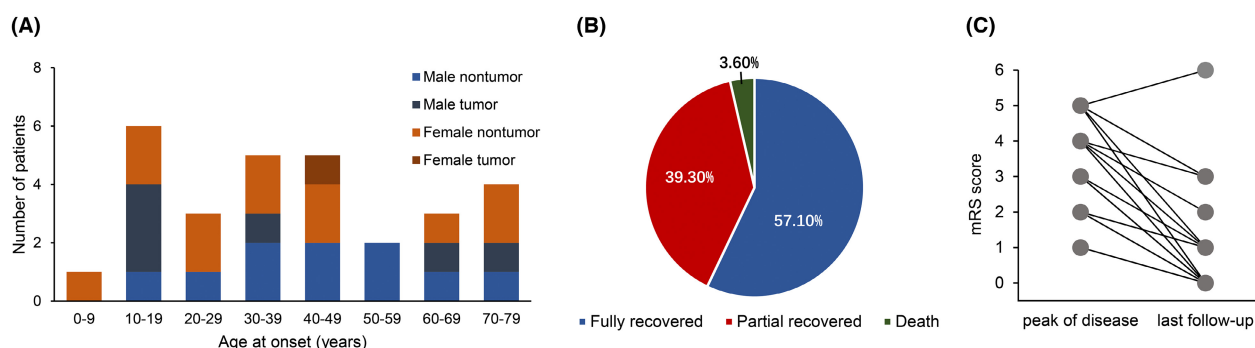 (A)
8
6
4
2
0
Number of patients
Male nontumor
Male tumor
Female nontumor
Female tumor
0-9 10-19 20-29 30-39 40-49 50-59 60-69 70-79
Age at onset (years)
(B)
3.60%
39.30%
57.10%
Fully recovered Partial recovered Death
(C)
6
5
4
3
2
1
0
mRS score
peak of disease last follow-up